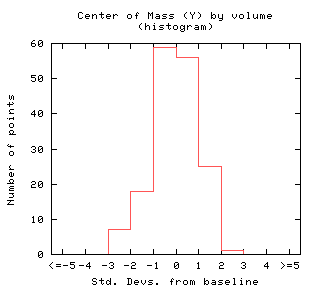 Center of Mass (Y) by volume
(histogram)
60
50
40
30
20
10
0
Number of points
<=-5 -4 -3 -2 -1 0 1 2 3 4 >=5
Std. Devs. from baseline